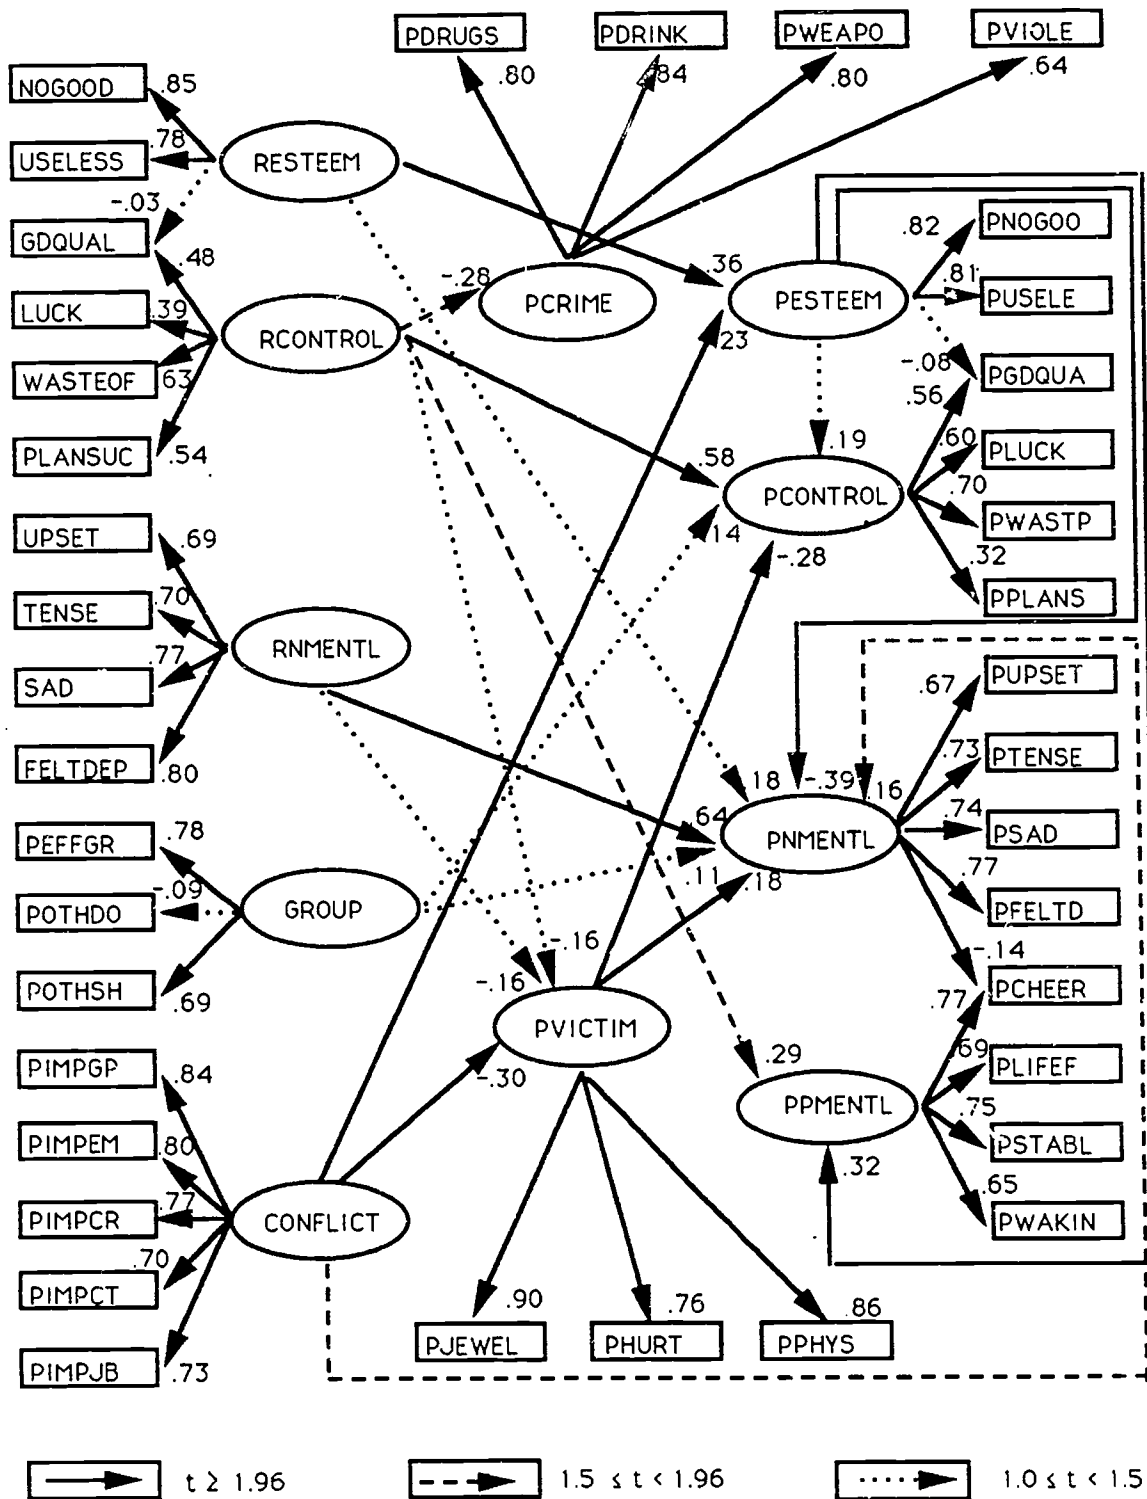 PDRUGS PDRINK PWEAPO PVIOLE
.80 .84 .80 .64
NOGOOD .85
USELESS .78
RESTEEM
-.03
GDQUAL
.48
LUCK .39
RCONTROL
WASTEOF .63
PLANSUC .54
-.28
PCRIME
.36
PESTEEM
.23
.82 PNOGOO
.81 PUSELE
-.08 PGDQUA
.56
.19
.58
PCONTROL
.14
-.28
.60 PLUCK
.70 PWASTP
.32
PPLANS
UPSET .69
TENSE .70
RNMENTL
.77
SAD
FELTDEP .80
.67 PUPSET
.73 PTENSE
.18 -.39 .16
.64
PNMENTL
.11 .18
.74 PSAD
.77
PFELTD
-.14
PCHEER
.77
PEFFGR .78
-.09
POTHDO
GROUP
POTHSH .69
-.16
-.16
PVICTIM
-.30
.29
PPMENTL
.32
.69 PLIFEF
.75 PSTABL
.65
PWAKIN
PIMPGP .84
PIMPEM .80
PIMPCR .77
CONFLICT
.70
PIMPCT
PIMPJB .73
.90 .76 .86
PJEWEL PHURT PPHYS
t ≥ 1.96 1.5 ≤ t < 1.96 1.0 ≤ t < 1.5